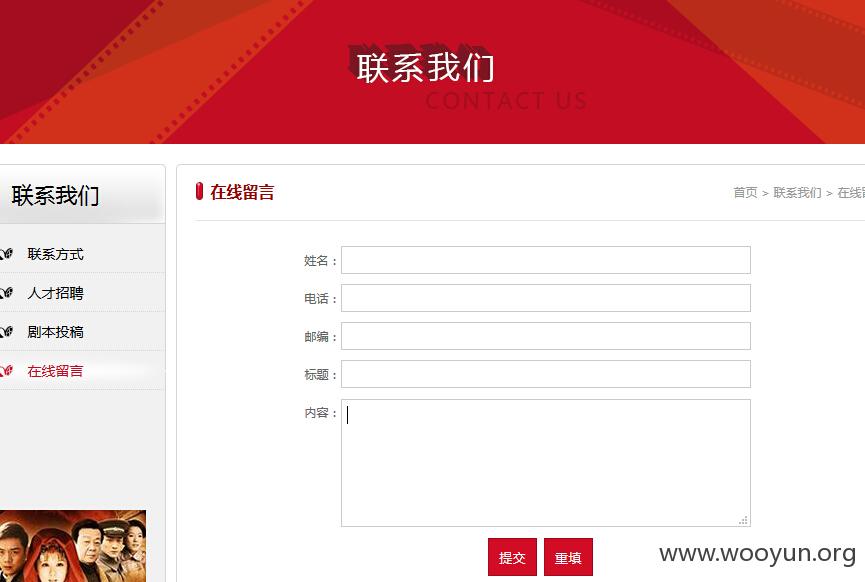 联系我们
CONTACT US
联系我们
联系方式
人才招聘
剧本投稿
在线留言
在线留言
首页 > 联系我们 > 在线
姓名：
电话：
邮编：
标题：
内容：
提交 重填
www.wooyun.org